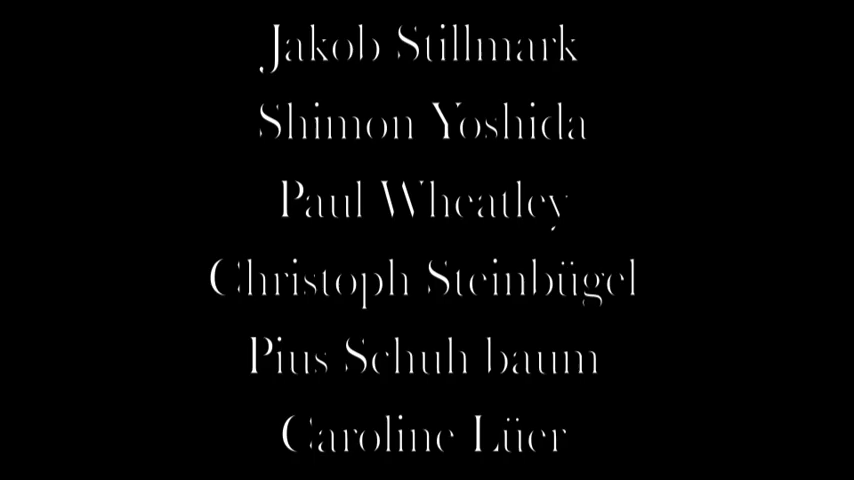 Jakob Stillmark
Shimon Yoshida
Paul Wheatley
Christoph Steinbügel
Pius Schuh baum
Caroline Lüer